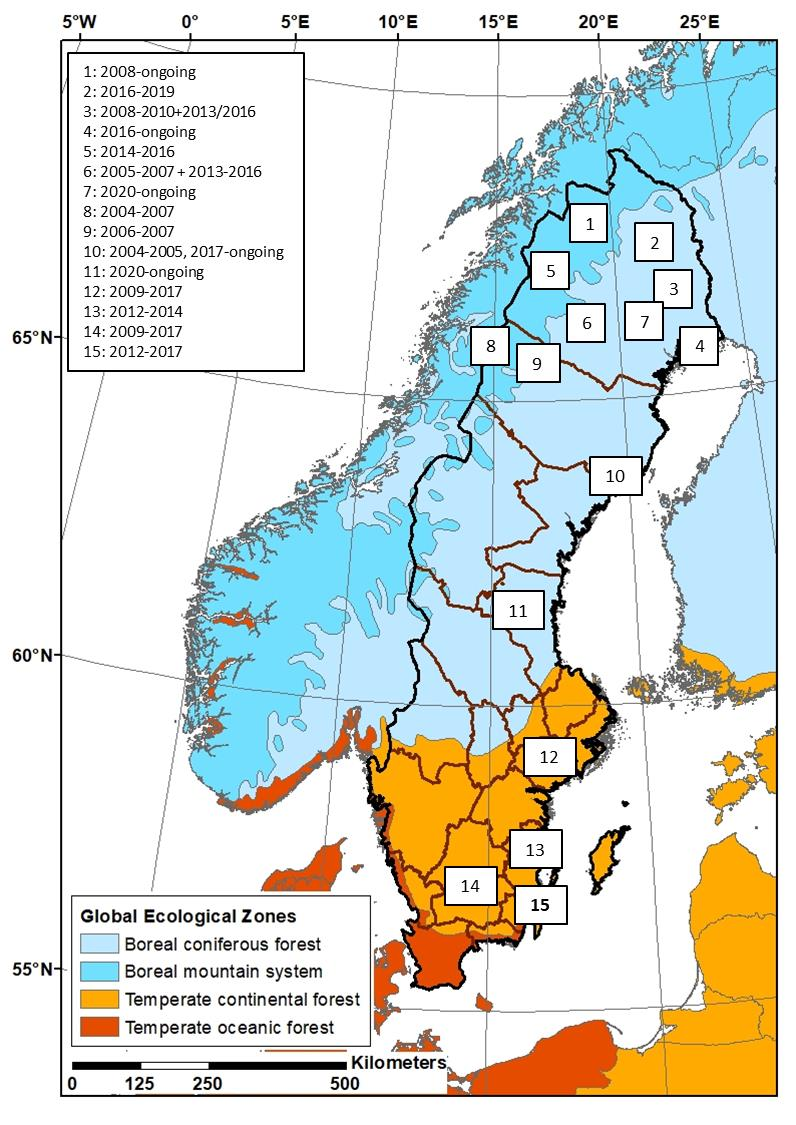 5°W 0° 5°E 10°E 15°E 20°E 25°E
1: 2008-ongoing
2: 2016-2019
3: 2008-2010+2013/2016
4: 2016-ongoing
5: 2014-2016
6: 2005-2007 + 2013-2016
7: 2020-ongoing
8: 2004-2007
9: 2006-2007
10: 2004-2005, 2017-ongoing
11: 2020-ongoing
12: 2009-2017
13: 2012-2014
14: 2009-2017
15: 2012-2017
1
2
5
3
6
7
65°N
8
4
9
10
11
60°N
12
13
14
15
Global Ecological Zones
Boreal coniferous forest
Boreal mountain system
Temperate continental forest
Temperate oceanic forest
55°N
Kilometers
0 125 250 500